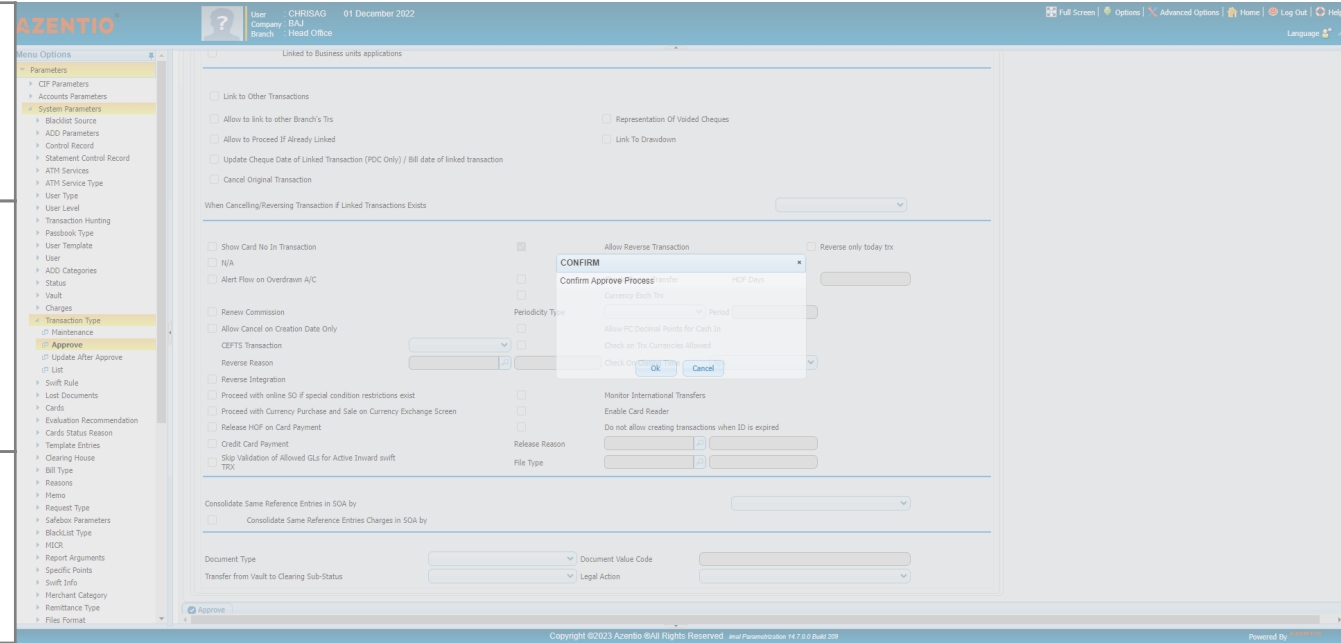 AZENTIO
User : CHRISAG 01 December 2022
Company : BAJ
Branch : Head Office
Full Screen | Options | Advanced Options | Home | Log Out | Help
Language
Menu Options
Parameters
CIF Parameters
Accounts Parameters
System Parameters
Blacklist Source
ADD Parameters
Control Record
Statement Control Record
ATM Services
ATM Service Type
User Type
User Level
Transaction Hunting
Passbook Type
User Template
User
ADD Categories
Status
Vault
Charges
Transaction Type
Maintenance
Approve
Update After Approve
List
Swift Rule
Lost Documents
Cards
Evaluation Recommendation
Cards Status Reason
Template Entries
Clearing House
Bill Type
Reasons
Memo
Request Type
Safebox Parameters
BlackList Type
MICR
Report Arguments
Specific Points
Swift Info
Merchant Category
Remittance Type
Files Format
Linked to Business units applications
Link to Other Transactions
Allow to link to other Branch's Trs Representation Of Voided Cheques
Allow to Proceed If Already Linked Link To Drawdown
Update Cheque Date of Linked Transaction (PDC Only) / Bill date of linked transaction
Cancel Original Transaction
When Cancelling/Reversing Transaction if Linked Transactions Exists
Show Card No In Transaction Allow Reverse Transaction Reverse only today trx
N/A
CONFIRM ×
Confirm Approve Process
Alert Flow on Overdrawn A/C HOF Days
Currency Exch Trx
Renew Commission Periodicity Type Period
Allow Cancel on Creation Date Only Allow FC Decimal Points for Cash In
CEFTS Transaction Check on Trx Currencies Allowed
Reverse Reason
Ok Cancel
Reverse Integration
Proceed with online SO if special condition restrictions exist Monitor International Transfers
Proceed with Currency Purchase and Sale on Currency Exchange Screen Enable Card Reader
Release HOF on Card Payment Do not allow creating transactions when ID is expired
Credit Card Payment Release Reason
Skip Validation of Allowed GLs for Active Inward swift
TRX File Type
Consolidate Same Reference Entries in SOA by
Consolidate Same Reference Entries Charges in SOA by
Document Type Document Value Code
Transfer from Vault to Clearing Sub-Status Legal Action
Approve
Copyright ©2023 Azentio ®All Rights Reserved imal Parametrization 14.7.0.0 Build 209
Powered By